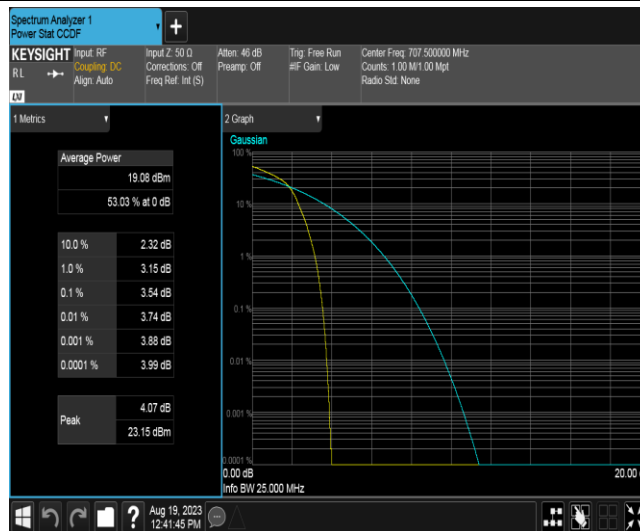 Spectrum Analyzer 1
Power Stat CCDF
+
KEYSIGHT
RL
Input: RF
Coupling: DC
Align: Auto
Input Z: 50 Ω
Corrections: Off
Freq Ref: Int (S)
Atten: 46 dB
Preamp: Off
Trig: Free Run
#IF Gain: Low
Center Freq: 707.500000 MHz
Counts: 1.00 M/1.00 Mpt
Radio Std: None
1 Metrics
Average Power
19.08 dBm
53.03 % at 0 dB
10.0 % 2.32 dB
1.0 % 3.15 dB
0.1 % 3.54 dB
0.01 % 3.74 dB
0.001 % 3.88 dB
0.0001 % 3.99 dB
Peak
4.07 dB
23.15 dBm
2 Graph
Gaussian
100 %
10 %
1 %
0.1 %
0.01 %
0.001 %
0.0001 %
0.00 dB
20.00
Info BW 25.000 MHz
?
Aug 19, 2023
12:41:45 PM